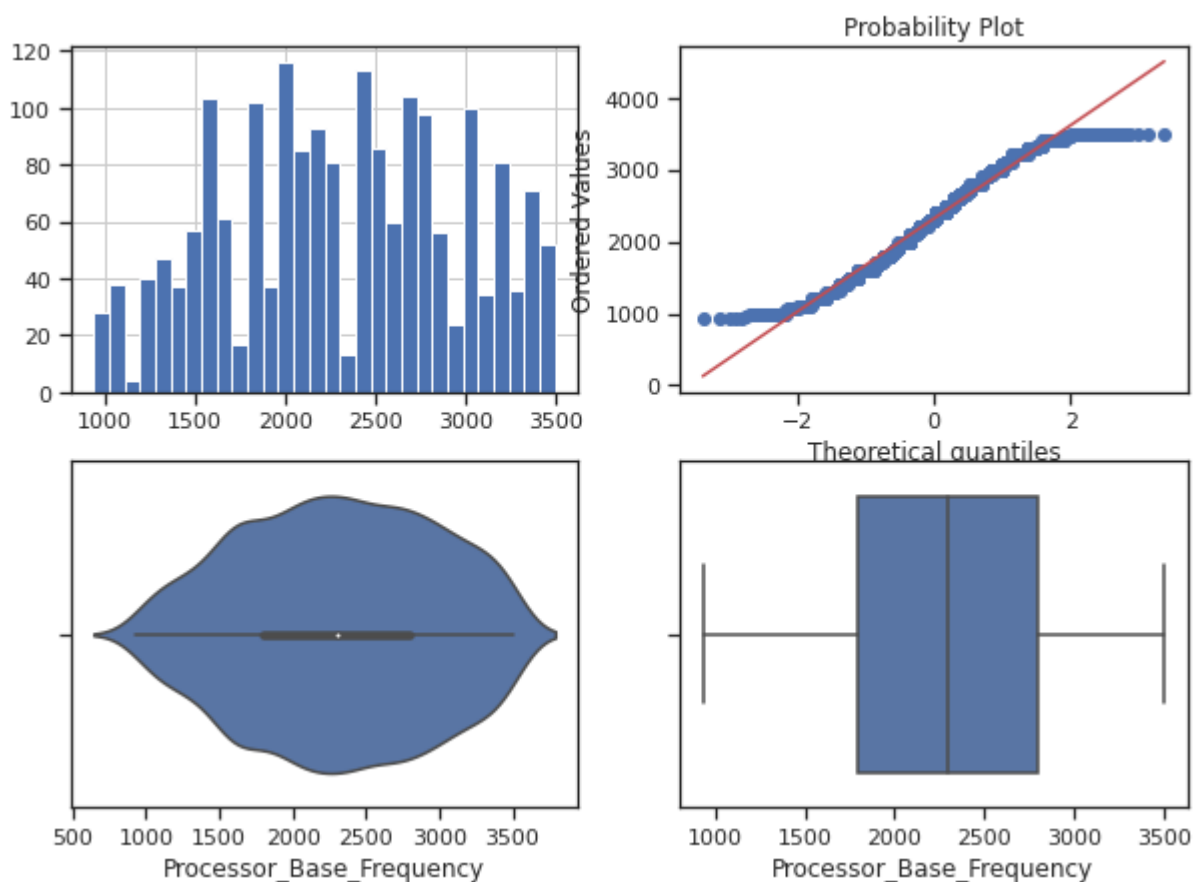 Probability Plot
120
100
80
60
40
20
0
1000 1500 2000 2500 3000 3500
Ordered Values
4000
3000
2000
1000
0
−2 0 2
Theoretical quantiles
500 1000 1500 2000 2500 3000 3500
Processor_Base_Frequency
1000 1500 2000 2500 3000 3500
Processor_Base_Frequency